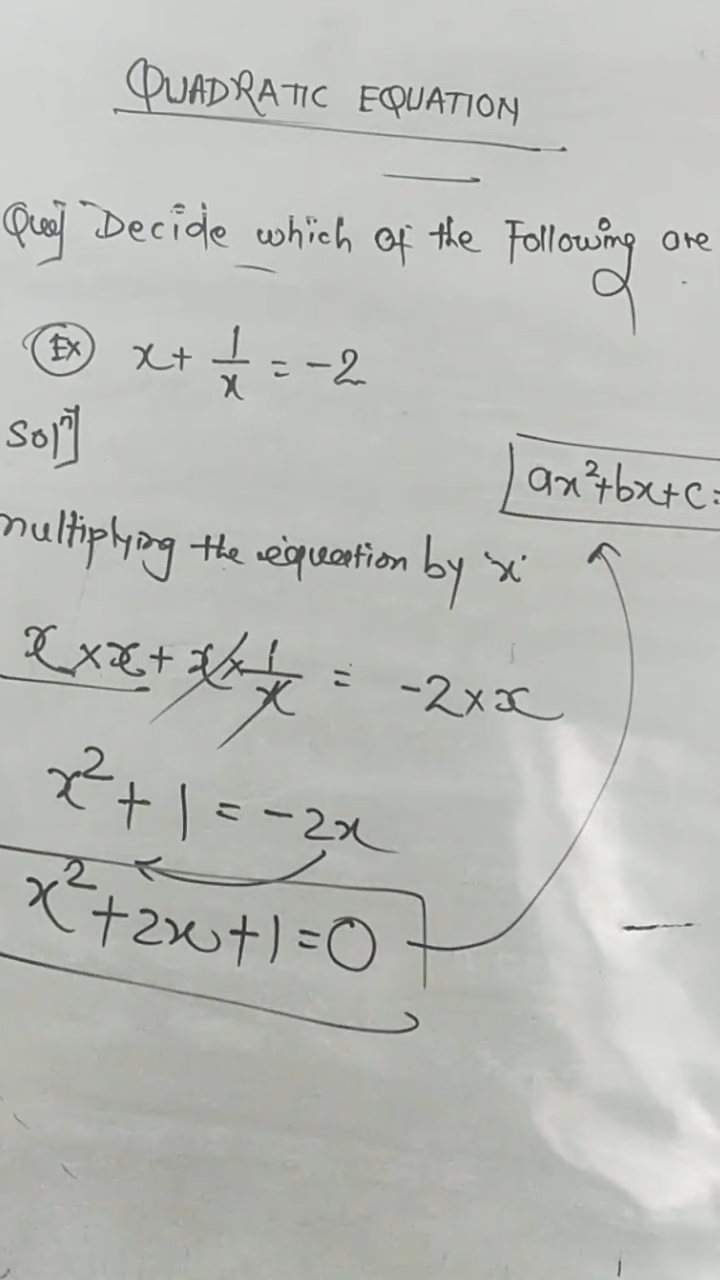 QUADRATIC EQUATION
Que] Decide which of the Following are
Ex x + 1/x = -2
Solⁿ]
ax²+bx+c=
multiplying the equation by 'x'
x×x + x×1/x = -2×x
x²+1 = -2x
x²+2x+1=0